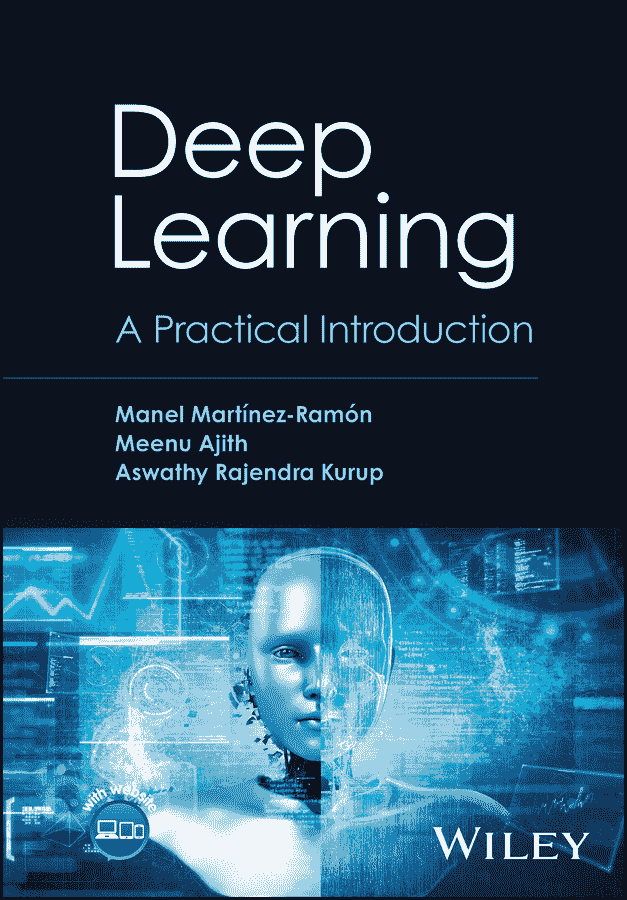 Deep
Learning
A Practical Introduction
Manel Martínez-Ramón
Meenu Ajith
Aswathy Rajendra Kurup
with website
WILEY